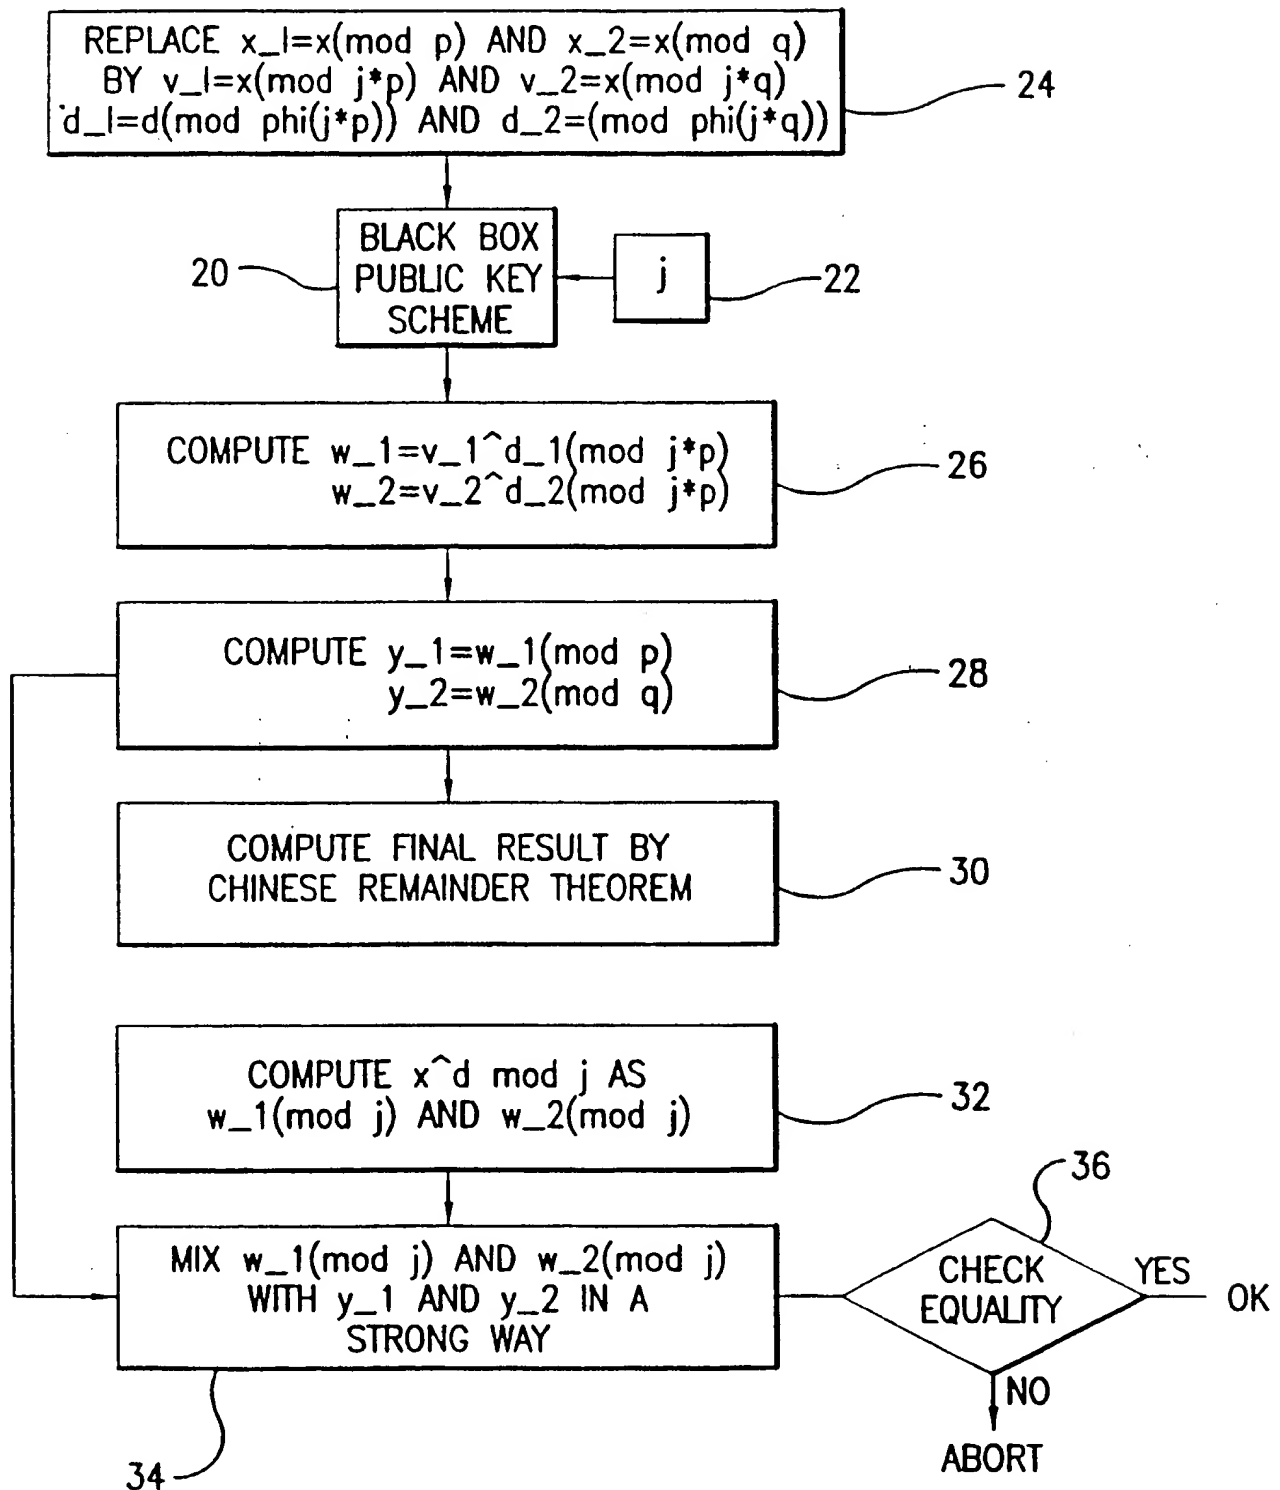 REPLACE x_l=x(mod p) AND x_2=x(mod q)
BY v_l=x(mod j*p) AND v_2=x(mod j*q)
d_l=d(mod phi(j*p)) AND d_2=(mod phi(j*q))
24
BLACK BOX
PUBLIC KEY
SCHEME
20
j
22
COMPUTE w_1=v_1^d_1(mod j*p)
w_2=v_2^d_2(mod j*p)
26
COMPUTE y_1=w_1(mod p)
y_2=w_2(mod q)
28
COMPUTE FINAL RESULT BY
CHINESE REMAINDER THEOREM
30
COMPUTE x^d mod j AS
w_1(mod j) AND w_2(mod j)
32
MIX w_1(mod j) AND w_2(mod j)
WITH y_1 AND y_2 IN A
STRONG WAY
34
36
CHECK
EQUALITY
YES
OK
NO
ABORT